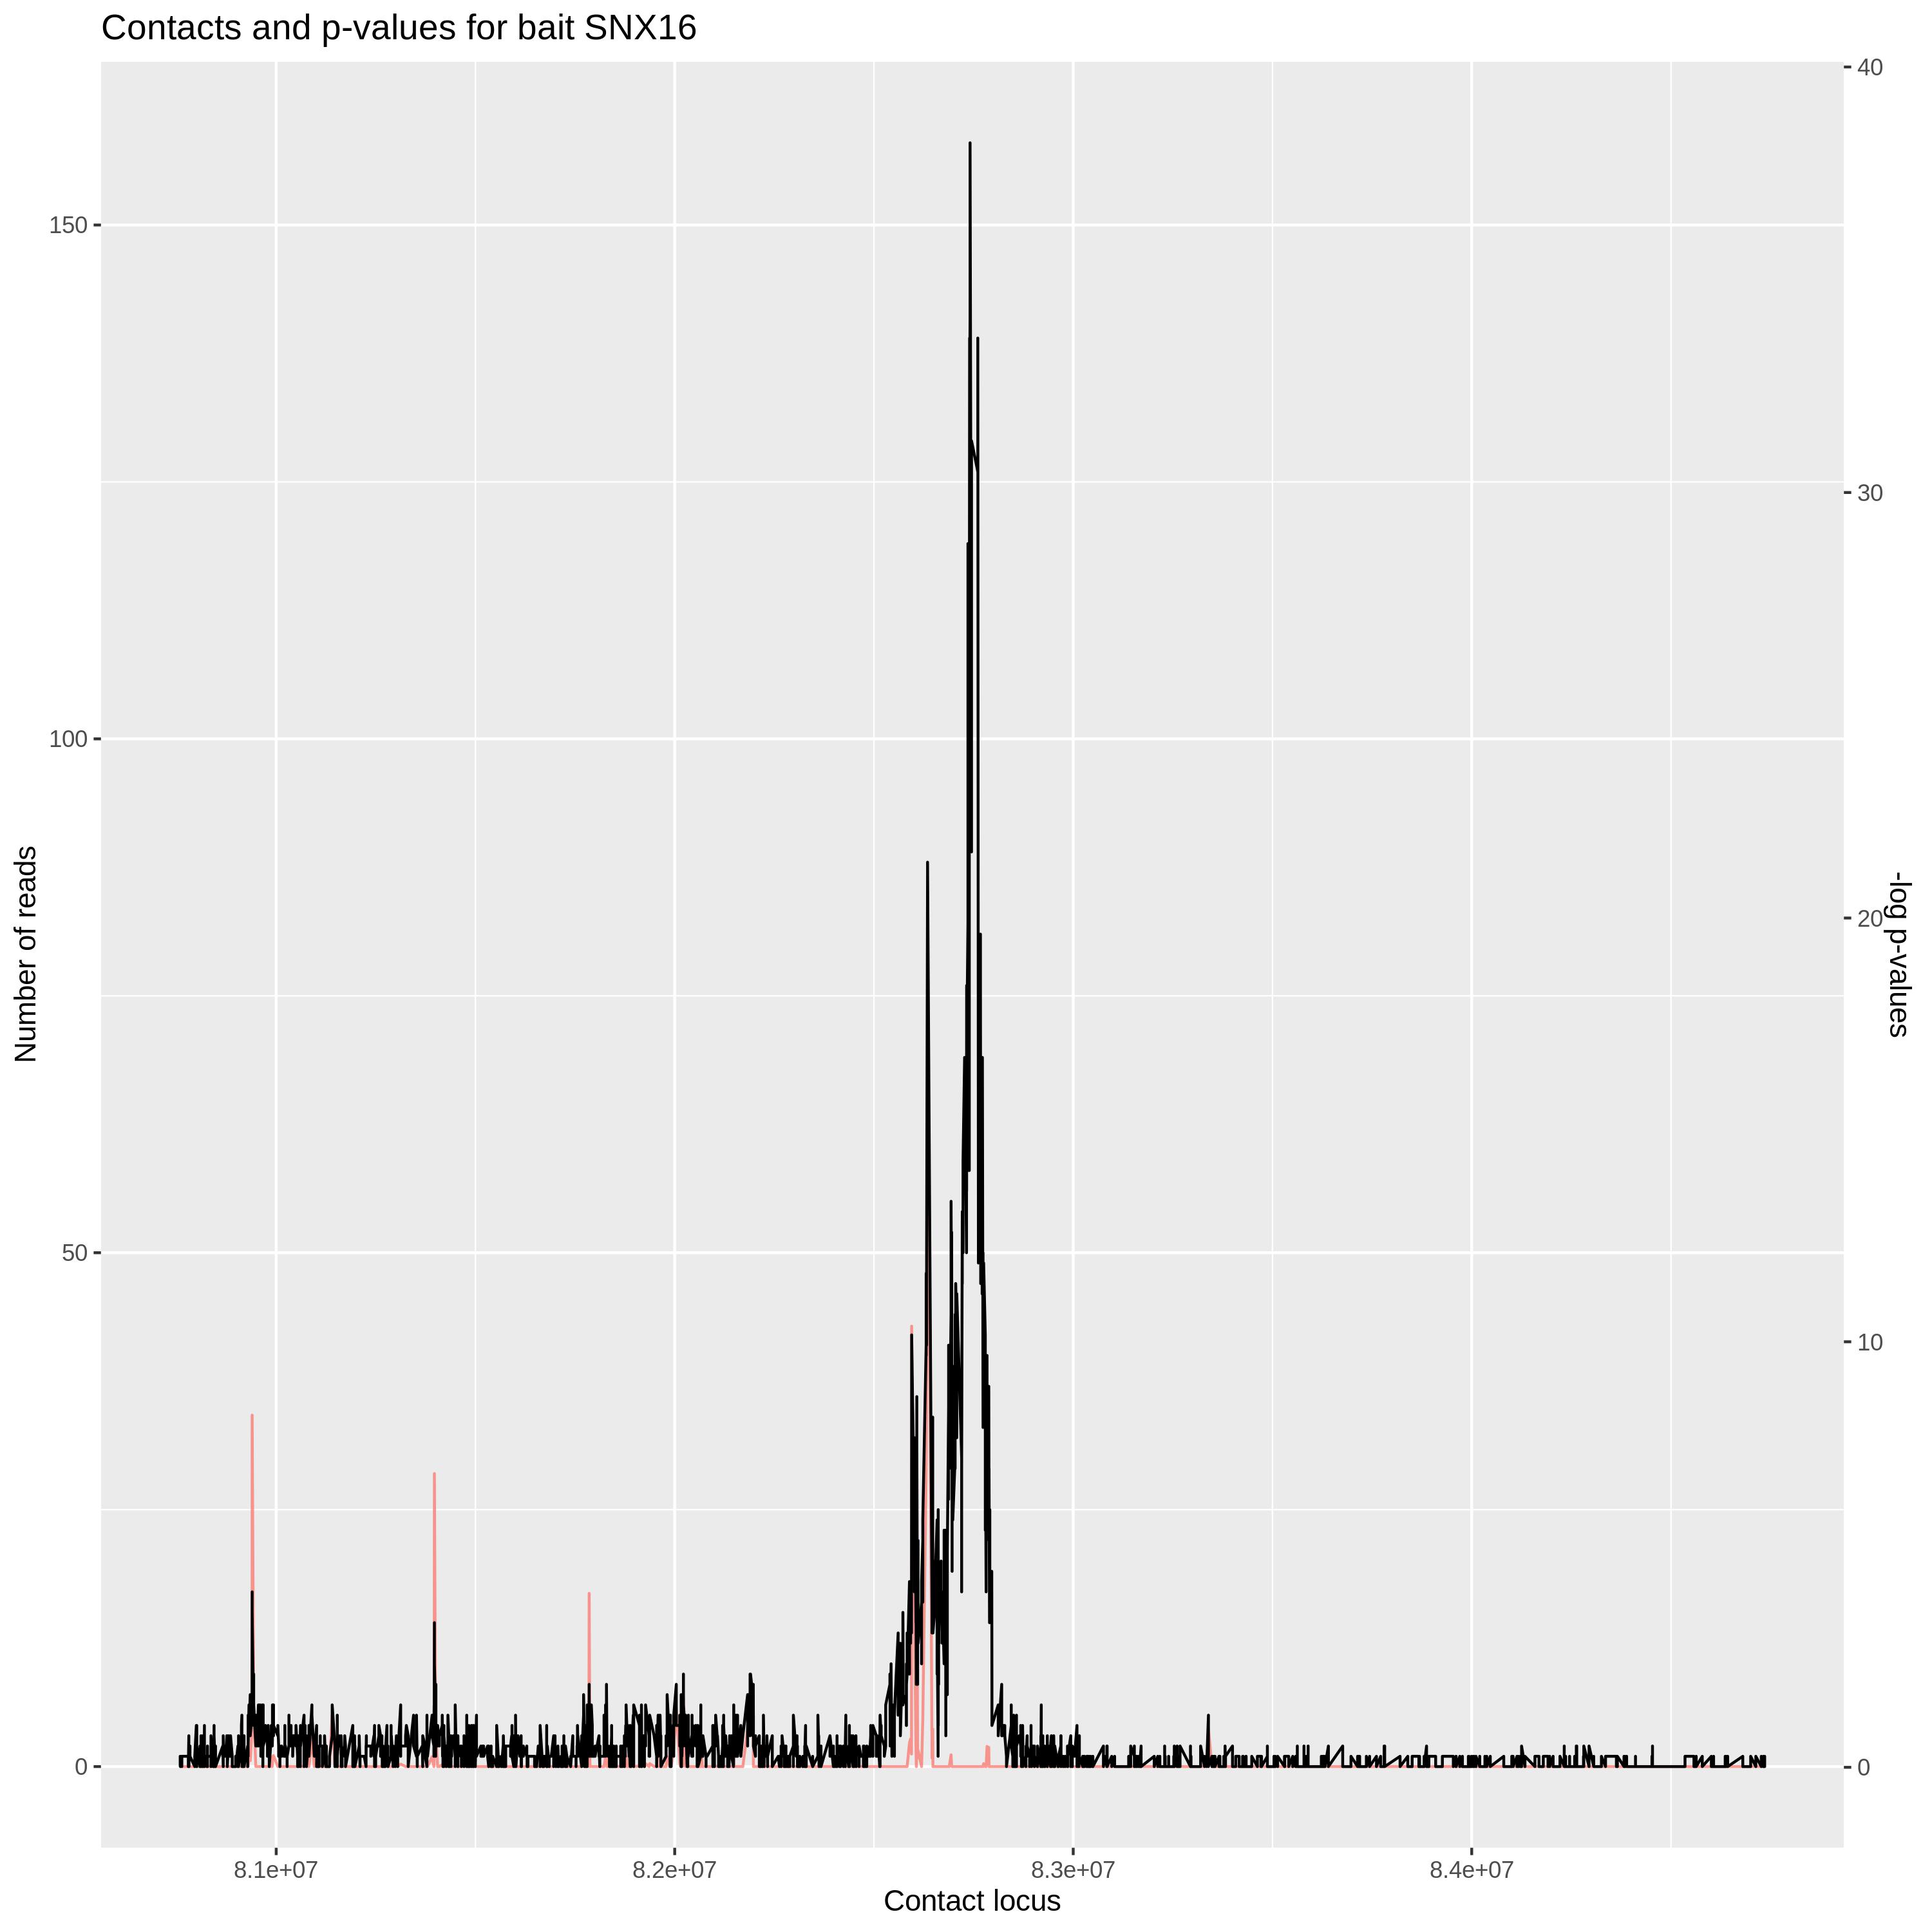 Contacts and p-values for bait SNX16
40
150
30
100
Number of reads
-log p-values
20
50
10
0
0
8.1e+07
8.2e+07
8.3e+07
8.4e+07
Contact locus